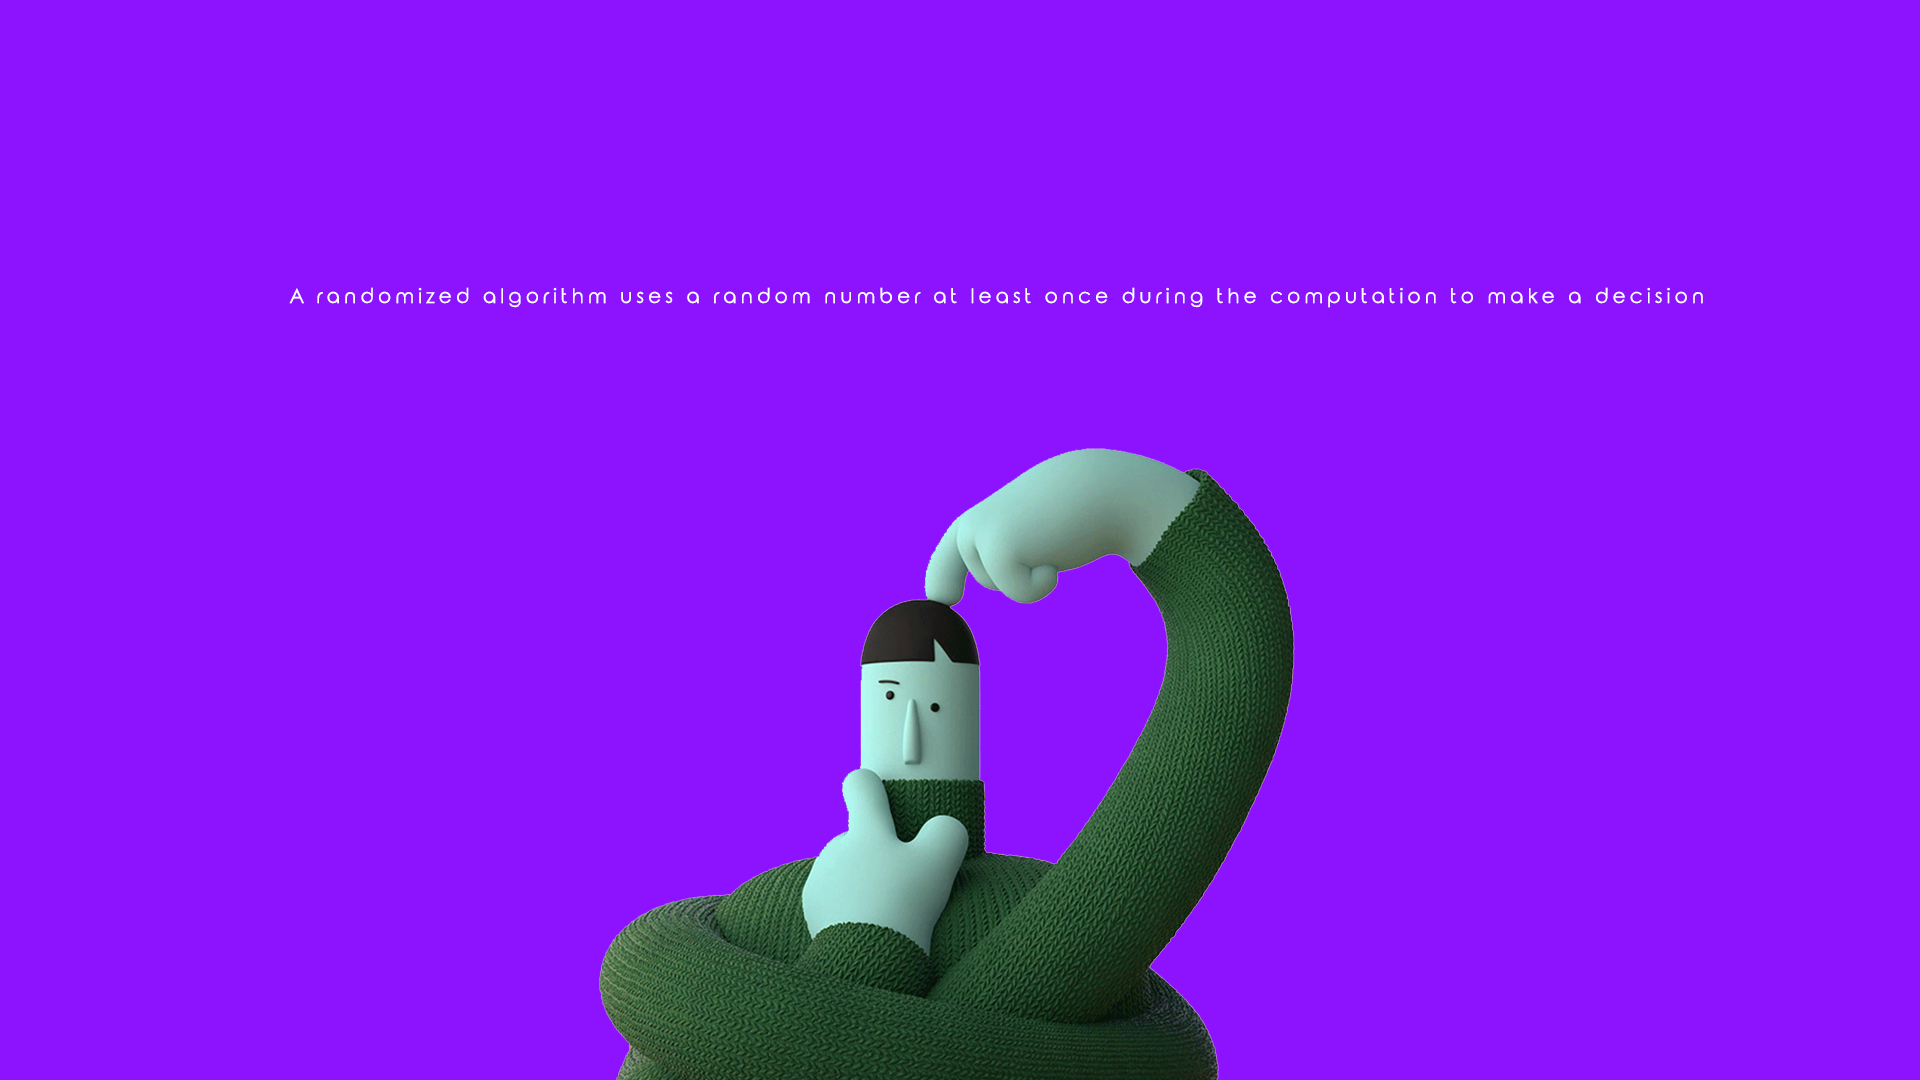 A randomized algorithm uses a random number at least once during the computation to make a decision